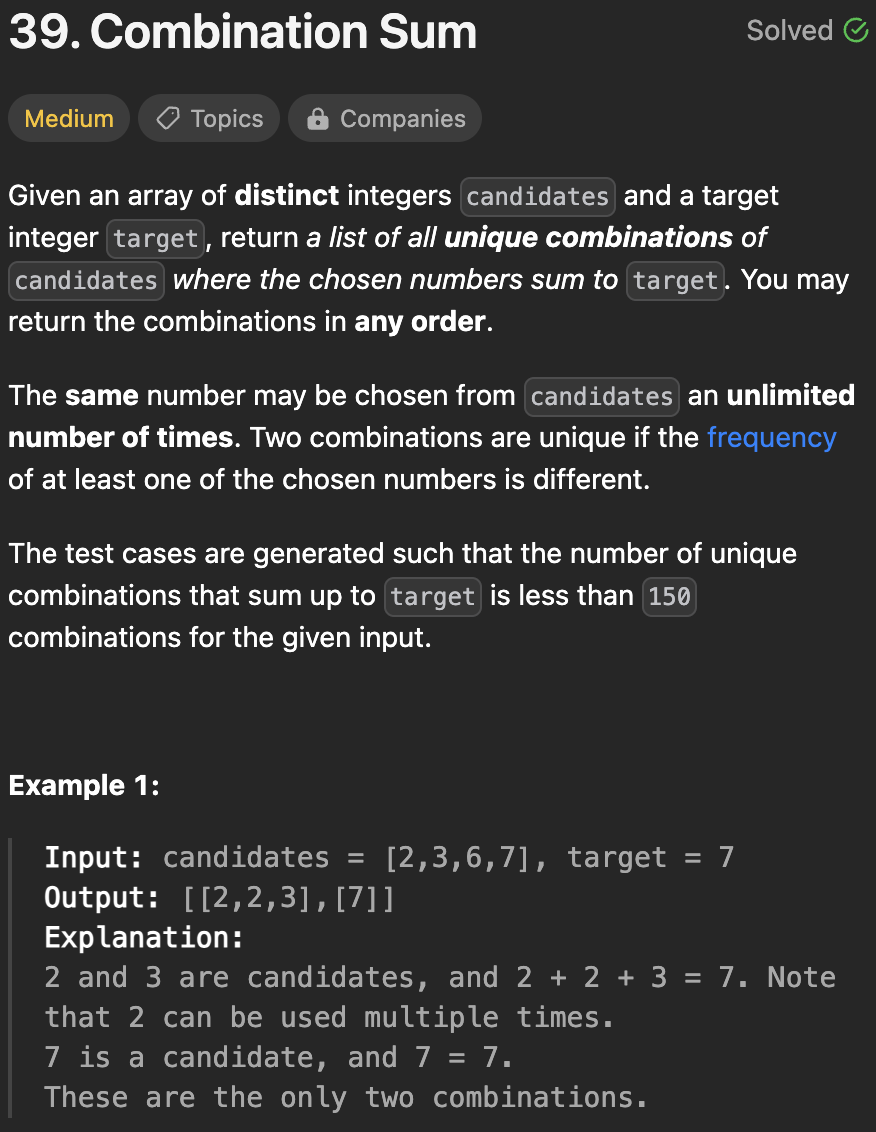 39. Combination Sum
Solved
Medium
Topics
Companies
Given an array of distinct integers candidates and a target
integer target, return a list of all unique combinations of
candidates where the chosen numbers sum to target. You may
return the combinations in any order.
The same number may be chosen from candidates an unlimited
number of times. Two combinations are unique if the frequency
of at least one of the chosen numbers is different.
The test cases are generated such that the number of unique
combinations that sum up to target is less than 150
combinations for the given input.
Example 1:
Input: candidates = [2,3,6,7], target = 7
Output: [[2,2,3],[7]]
Explanation:
2 and 3 are candidates, and 2 + 2 + 3 = 7. Note
that 2 can be used multiple times.
7 is a candidate, and 7 = 7.
These are the only two combinations.